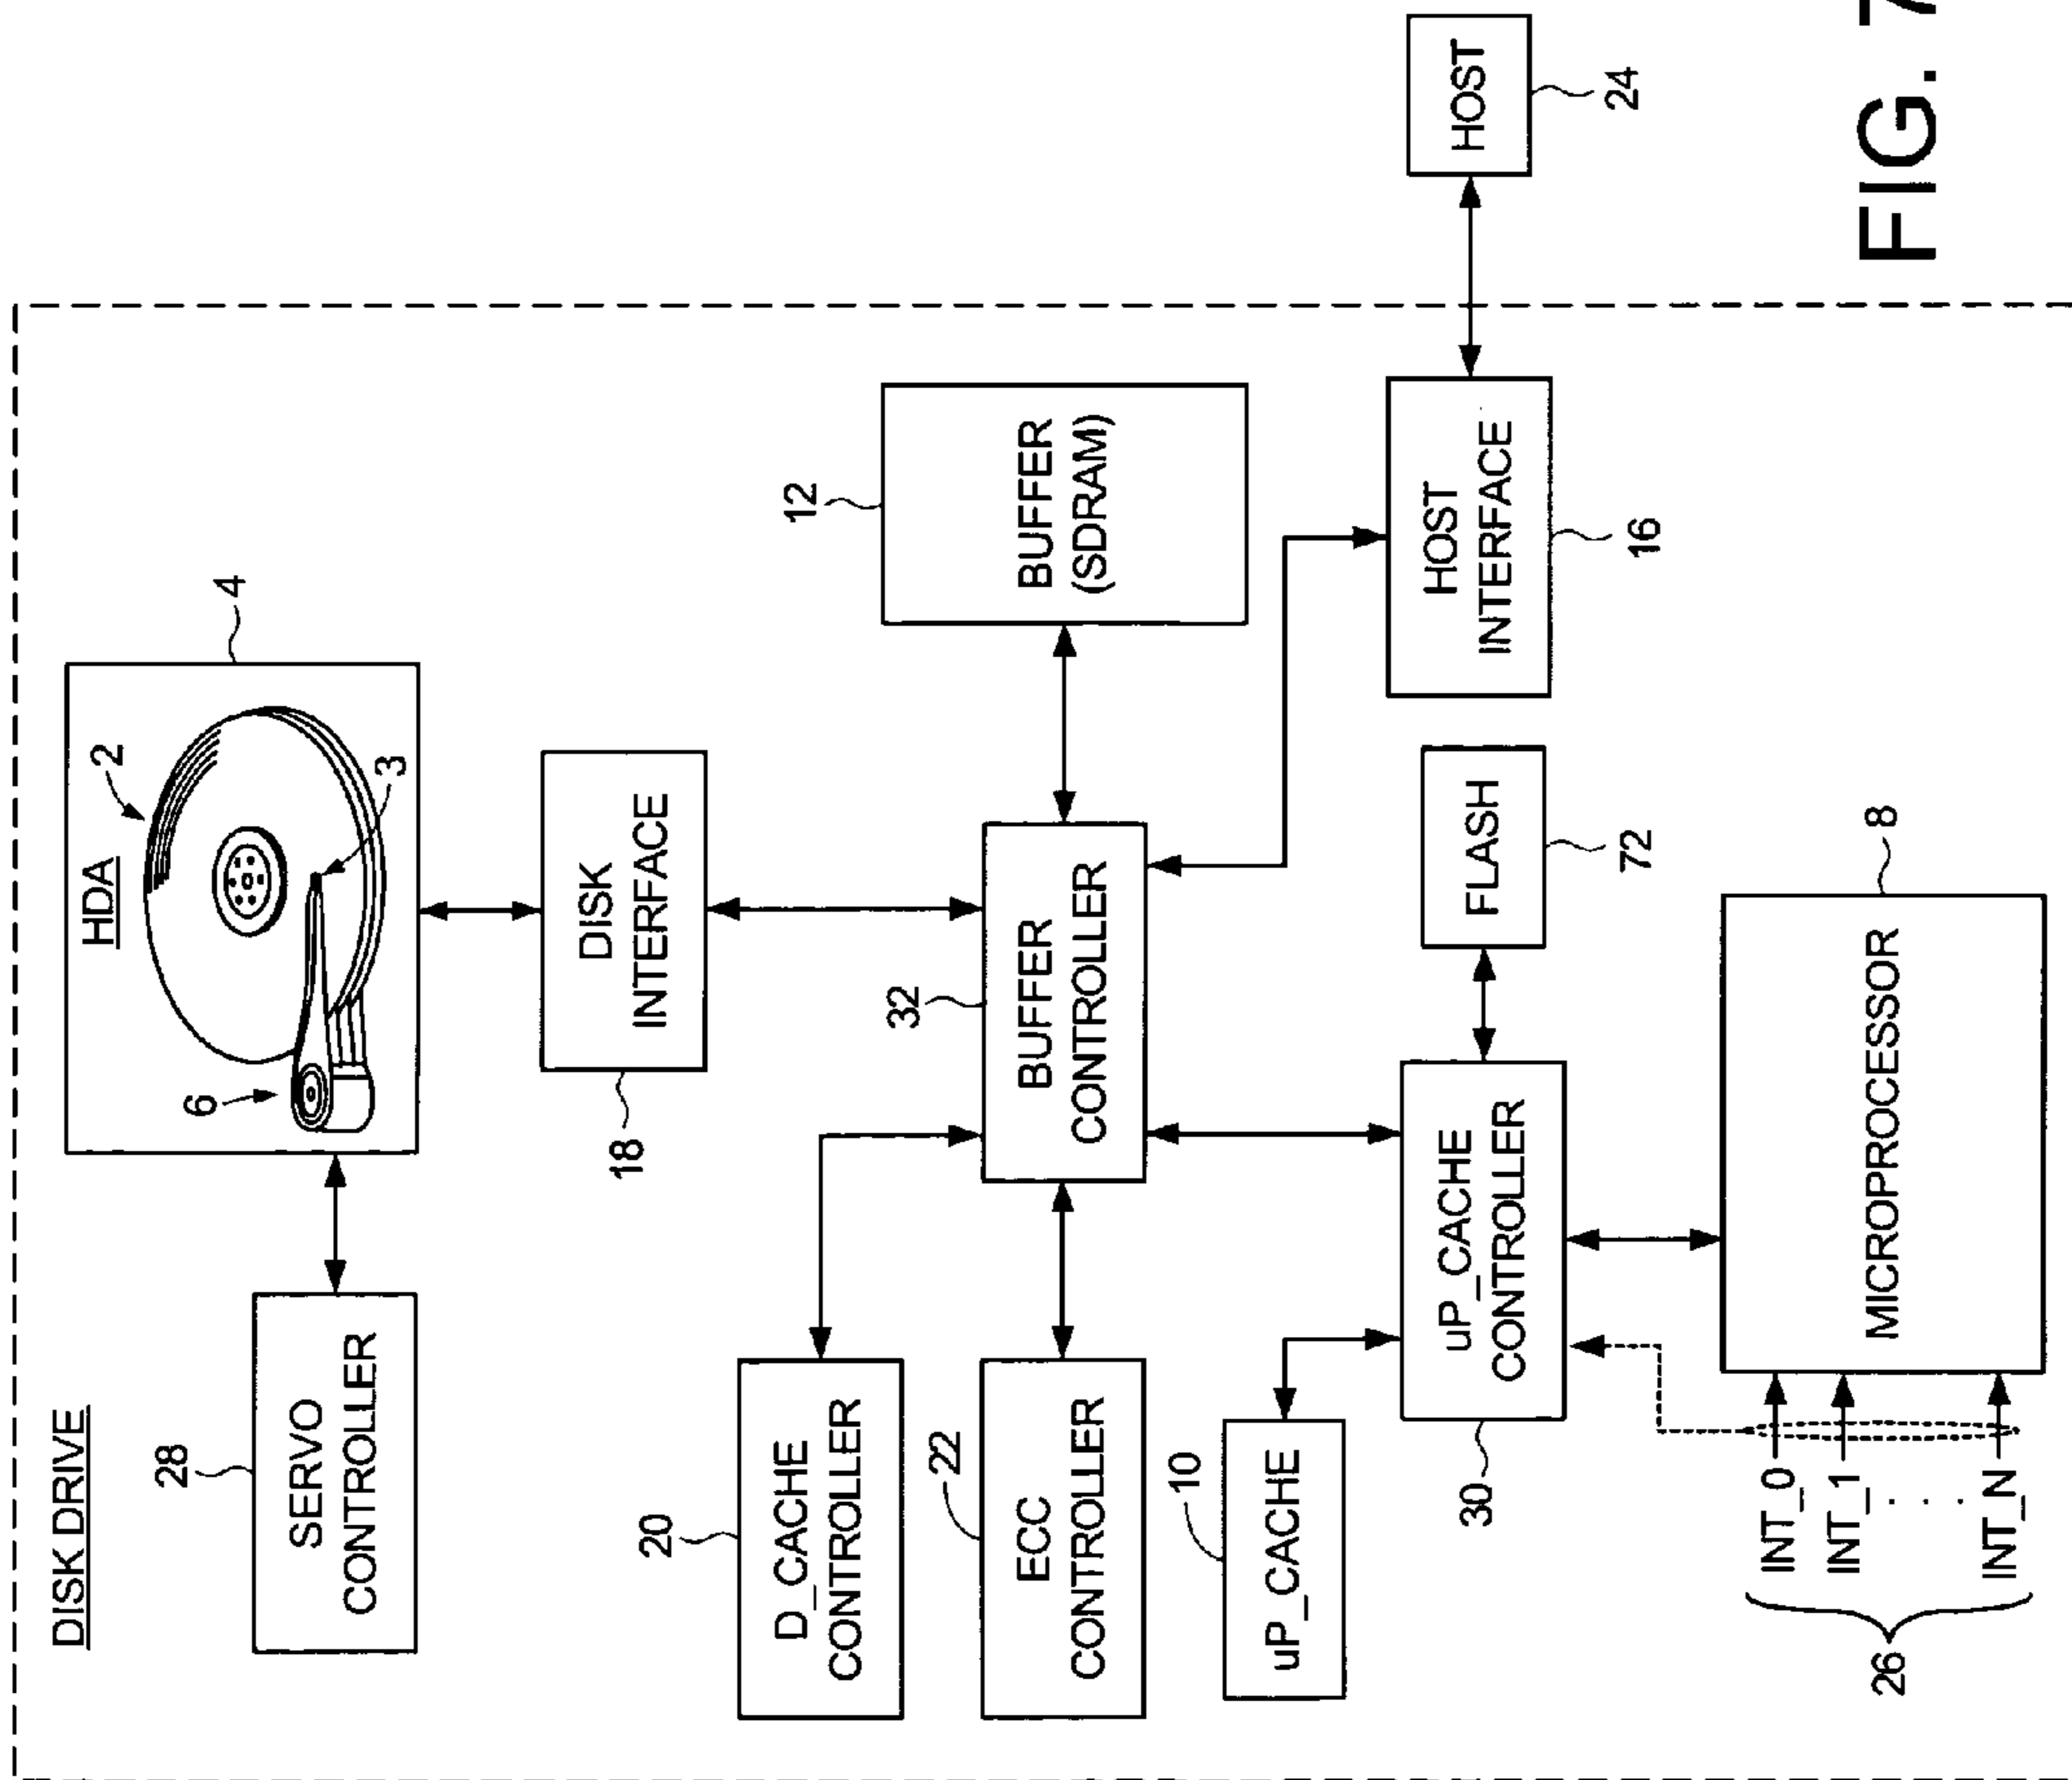 DISK DRIVE
28
SERVO
CONTROLLER
HDA
2
3
4
6
DISK
INTERFACE
18
20
D_CACHE
CONTROLLER
22
ECC
CONTROLLER
32
BUFFER
CONTROLLER
12
BUFFER
(SDRAM)
10
uP_CACHE
30
uP_CACHE
CONTROLLER
FLASH
72
HOST
INTERFACE
16
HOST
24
INT_0
INT_1
. . .
INT_N
26
MICROPROCESSOR
8
FIG. 7